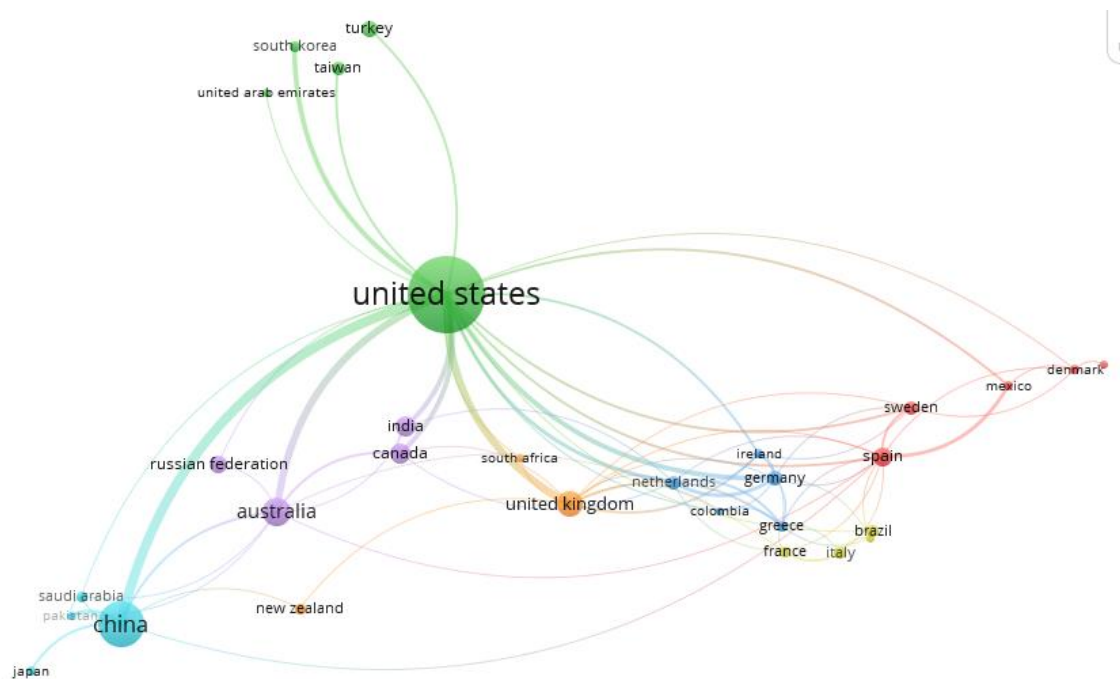 turkey
south korea
taiwan
united arab emirates
united states
denmark
mexico
sweden
india
canada
ireland
spain
south africa
russian federation
netherlands
germany
united kingdom
australia
colombia
greece
brazil
france
italy
saudi arabia
new zealand
pakistan
china
japan